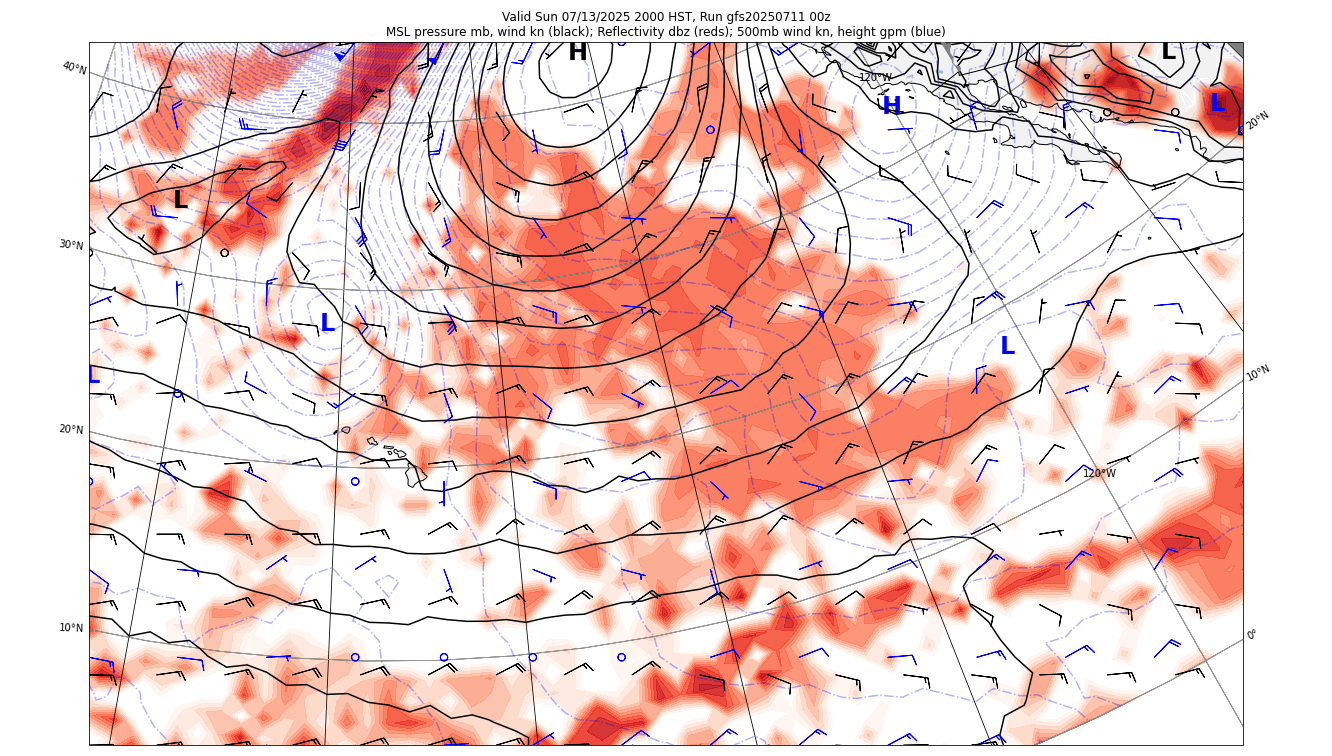 Valid Sun 07/13/2025 2000 HST, Run gfs20250711 00z
MSL pressure mb, wind kn (black); Reflectivity dbz (reds); 500mb wind kn, height gpm (blue)
H
L
40°N
120°W
H
L
20°N
L
30°N
L
L
L
10°N
20°N
120°W
10°N
0°